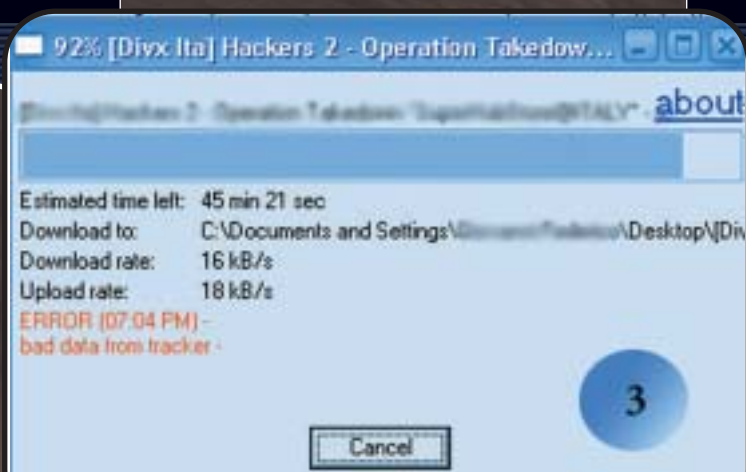 92% [Divx Ita] Hackers 2 - Operation Takedow...
about
Estimated time left: 45 min 21 sec
Download to: C:\Documents and Settings\ \Desktop\[Div
Download rate: 16 kB/s
Upload rate: 18 kB/s
ERROR (07:04 PM) -
bad data from tracker -
3
Cancel